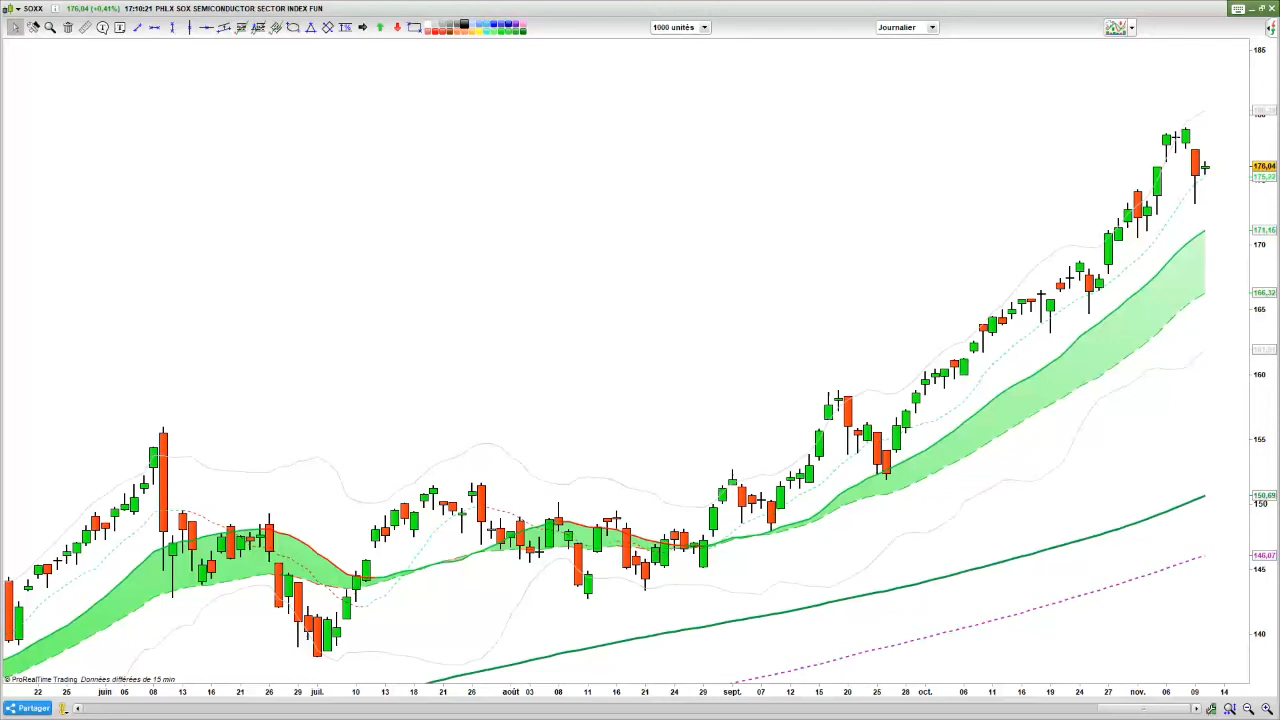 SOXX 176,04 (+0,41%) 17:10:21 PHLX SOX SEMICONDUCTOR SECTOR INDEX FUN
1000 unités Journalier
185
176,04
175,22
171,15
170
166,32
165
160
155
150,69
150
146,07
145
140
© ProRealTime Trading Données différées de 15 min
22 26 juin 05 08 13 16 21 26 29 juil. 10 13 18 21 26 août 03 08 11 16 21 24 29 sept. 07 12 15 20 25 28 oct. 06 11 16 19 24 27 nov. 06 09 14
Partager